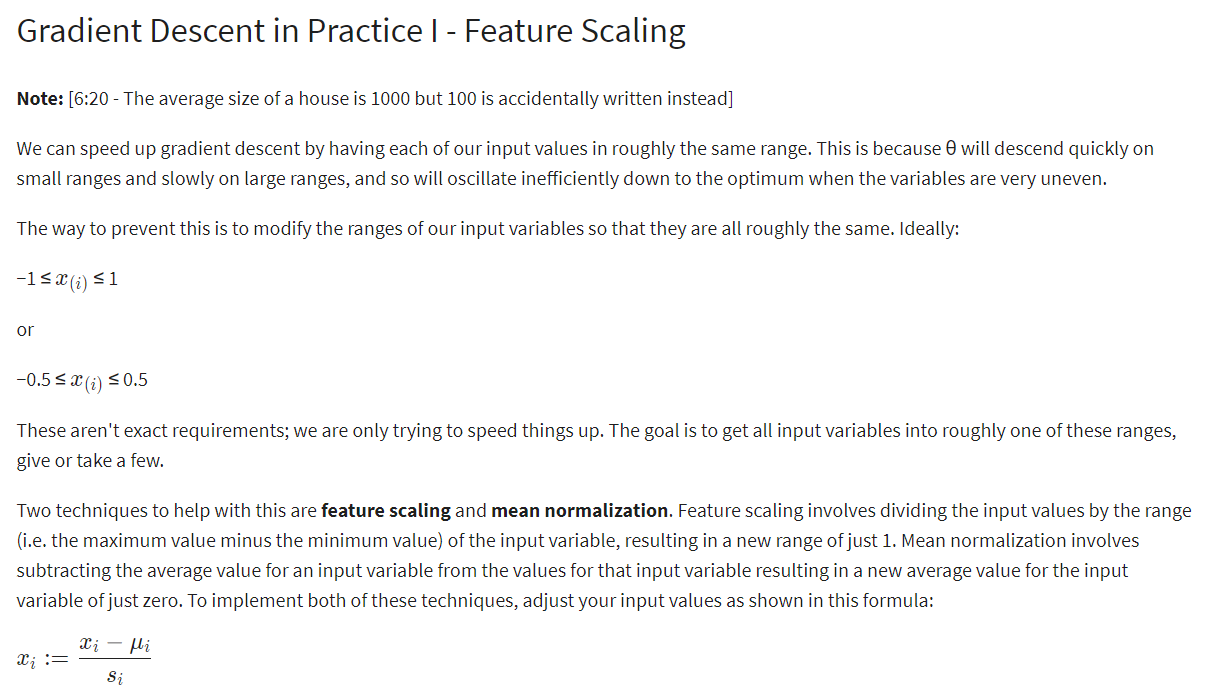 Gradient Descent in Practice I - Feature Scaling
Note: [6:20 - The average size of a house is 1000 but 100 is accidentally written instead]
We can speed up gradient descent by having each of our input values in roughly the same range. This is because θ will descend quickly on
small ranges and slowly on large ranges, and so will oscillate inefficiently down to the optimum when the variables are very uneven.
The way to prevent this is to modify the ranges of our input variables so that they are all roughly the same. Ideally:
−1 ≤ x₍ᵢ₎ ≤ 1
or
−0.5 ≤ x₍ᵢ₎ ≤ 0.5
These aren't exact requirements; we are only trying to speed things up. The goal is to get all input variables into roughly one of these ranges,
give or take a few.
Two techniques to help with this are feature scaling and mean normalization. Feature scaling involves dividing the input values by the range
(i.e. the maximum value minus the minimum value) of the input variable, resulting in a new range of just 1. Mean normalization involves
subtracting the average value for an input variable from the values for that input variable resulting in a new average value for the input
variable of just zero. To implement both of these techniques, adjust your input values as shown in this formula:
xᵢ := (xᵢ − μᵢ) / sᵢ